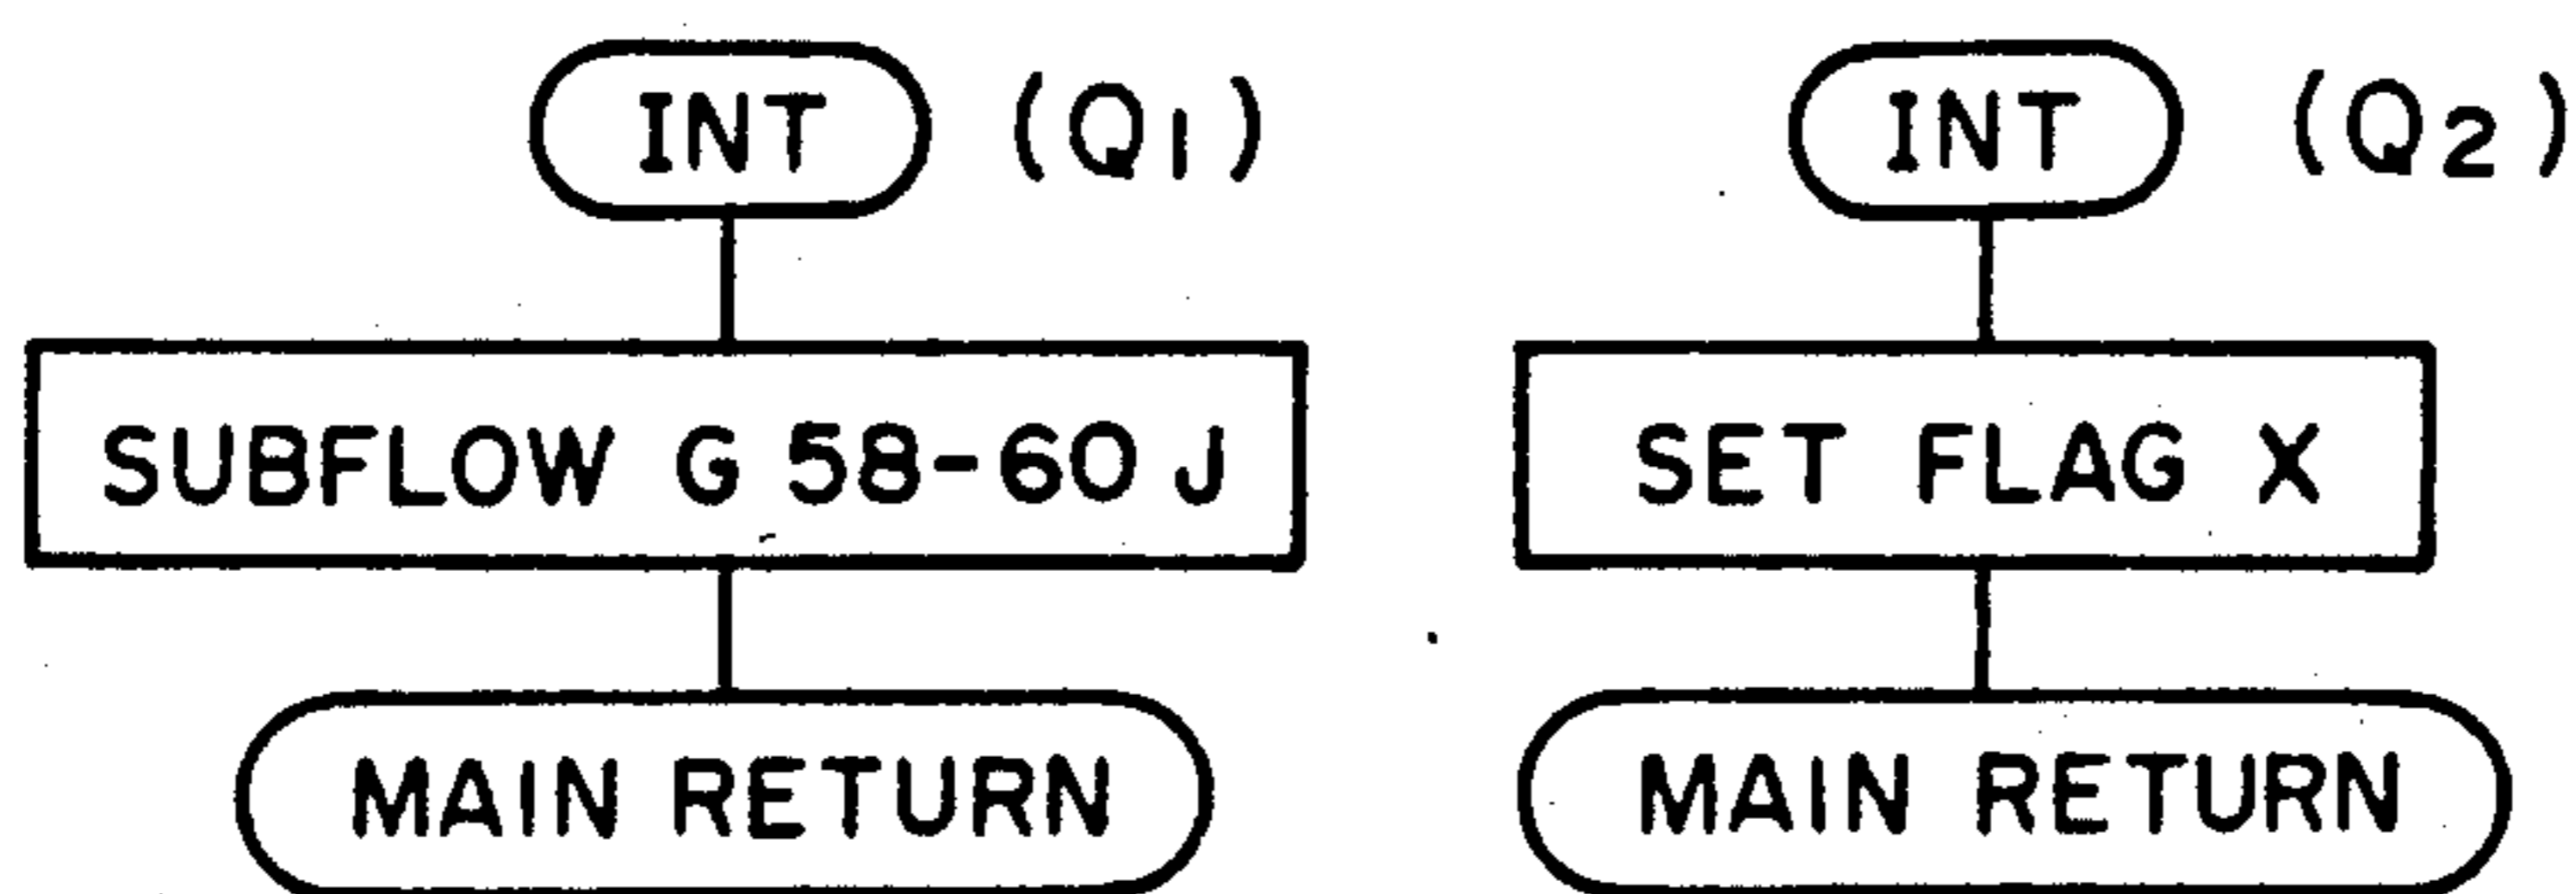 INT (Q1)
SUBFLOW G 58-60 J
MAIN RETURN
INT (Q2)
SET FLAG X
MAIN RETURN